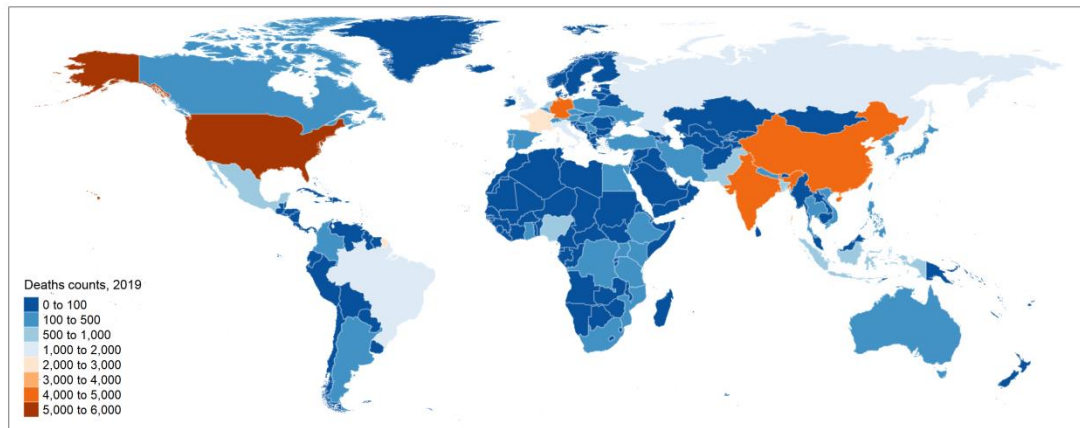 Deaths counts, 2019
0 to 100
100 to 500
500 to 1,000
1,000 to 2,000
2,000 to 3,000
3,000 to 4,000
4,000 to 5,000
5,000 to 6,000